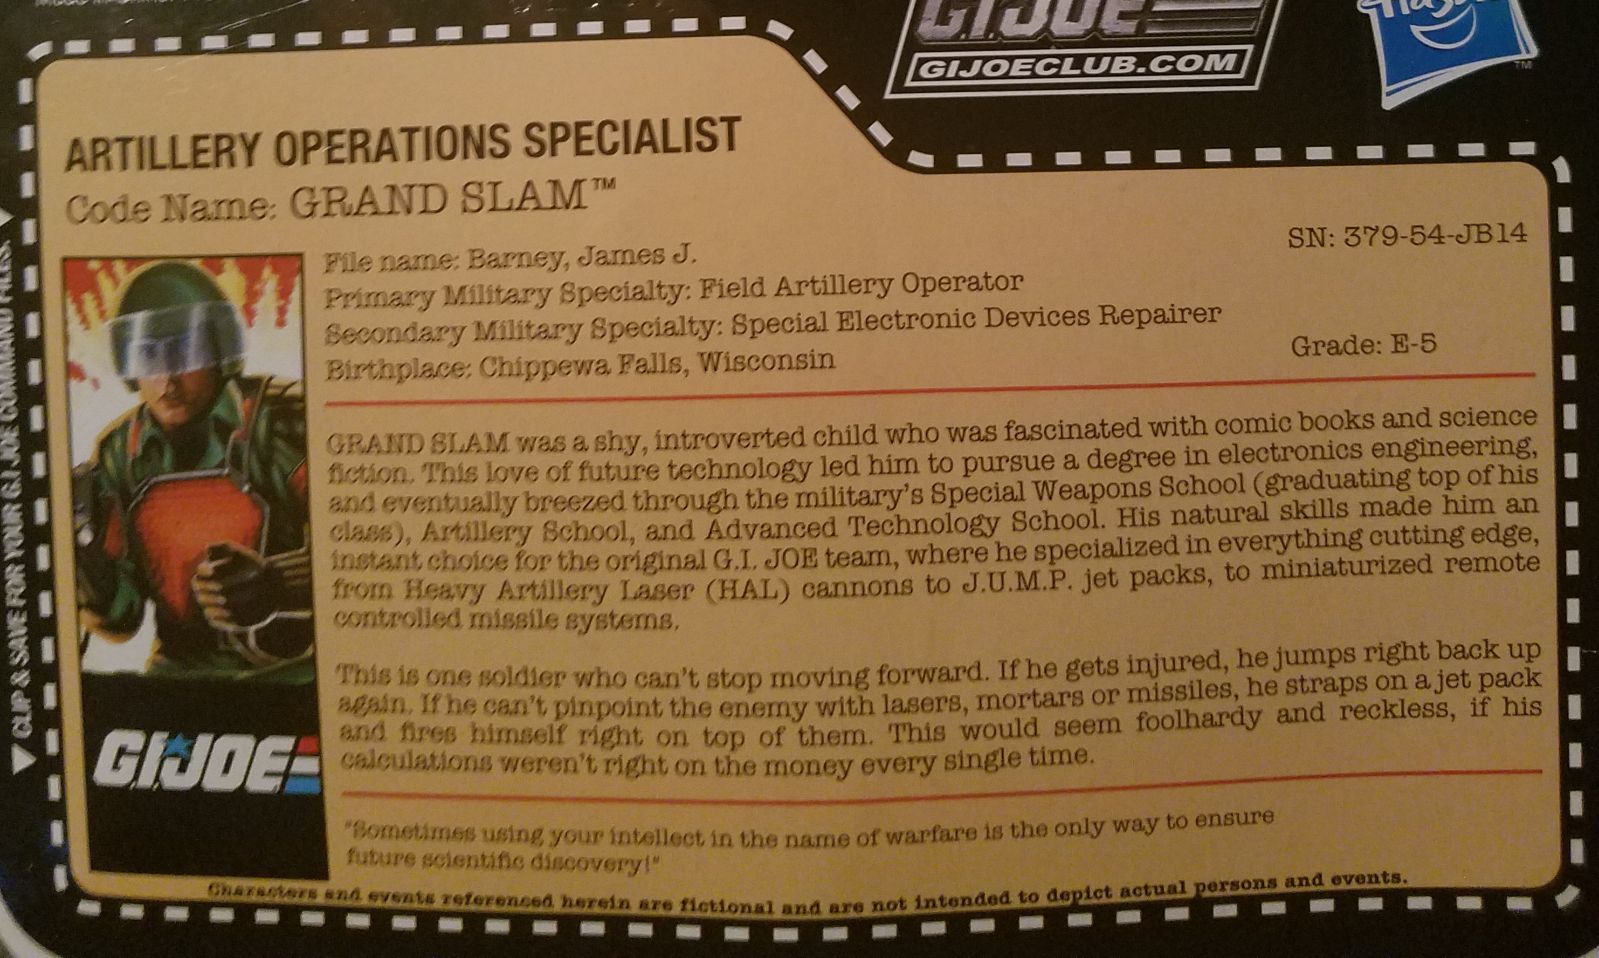 G.I.JOE
GIJOECLUB.COM
TM
ARTILLERY OPERATIONS SPECIALIST
Code Name: GRAND SLAM™
SN: 379-54-JB14
File name: Barney, James J.
Primary Military Specialty: Field Artillery Operator
Secondary Military Specialty: Special Electronic Devices Repairer
Birthplace: Chippewa Falls, Wisconsin
Grade: E-5
GRAND SLAM was a shy, introverted child who was fascinated with comic books and science
fiction. This love of future technology led him to pursue a degree in electronics engineering,
and eventually breezed through the military's Special Weapons School (graduating top of his
class), Artillery School, and Advanced Technology School. His natural skills made him an
instant choice for the original G.I. JOE team, where he specialized in everything cutting edge,
from Heavy Artillery Laser (HAL) cannons to J.U.M.P. jet packs, to miniaturized remote
controlled missile systems.
This is one soldier who can't stop moving forward. If he gets injured, he jumps right back up
again. If he can't pinpoint the enemy with lasers, mortars or missiles, he straps on a jet pack
and fires himself right on top of them. This would seem foolhardy and reckless, if his
calculations weren't right on the money every single time.
"Sometimes using your intellect in the name of warfare is the only way to ensure
future scientific discovery!"
Characters and events referenced herein are fictional and are not intended to depict actual persons and events.
G.I.JOE
CLIP & SAVE FOR YOUR G.I. JOE COMMAND FILES.